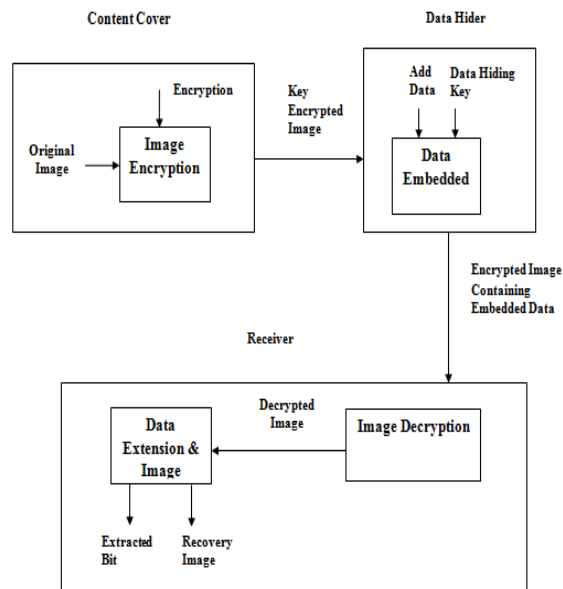 Content Cover
Data Hider
Encryption
Original
Image
Image
Encryption
Key
Encrypted
Image
Add
Data
Data Hiding
Key
Data
Embedded
Encrypted Image
Containing
Embedded Data
Receiver
Data
Extension &
Image
Decrypted
Image
Image Decryption
Extracted
Bit
Recovery
Image